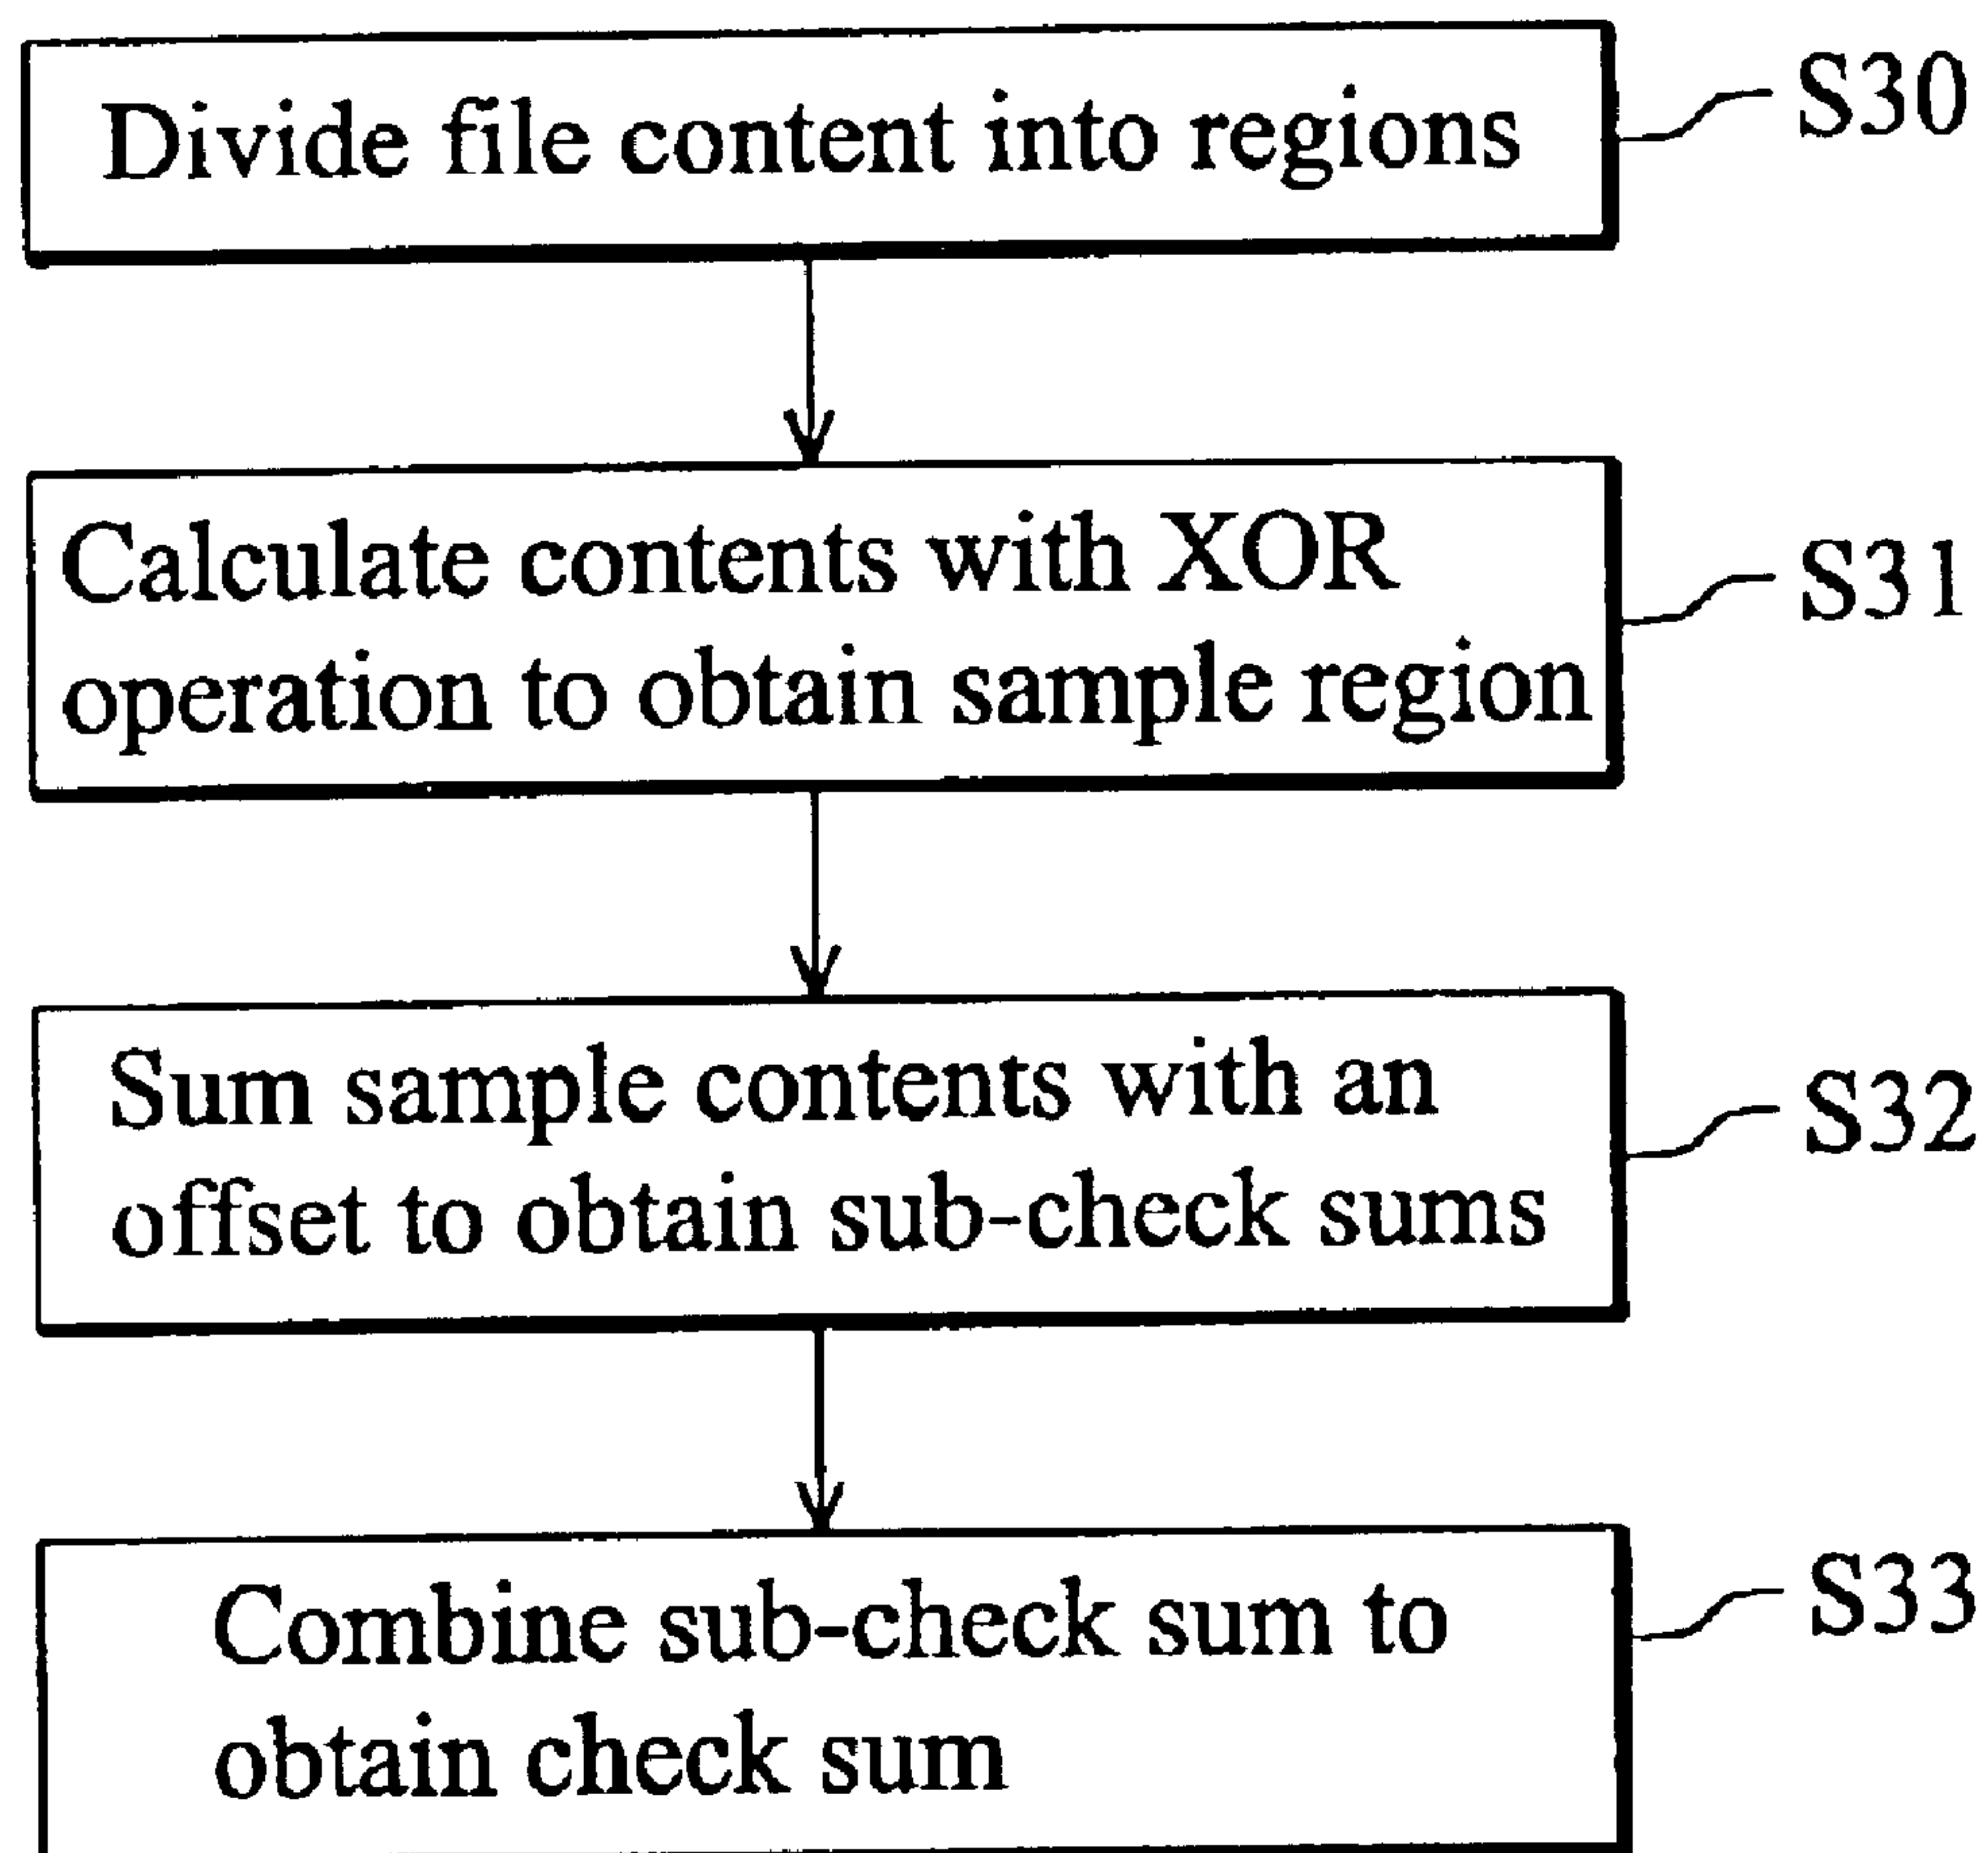 Divide file content into regions
S30
Calculate contents with XOR
operation to obtain sample region
S31
Sum sample contents with an
offset to obtain sub-check sums
S32
Combine sub-check sum to
obtain check sum
S33